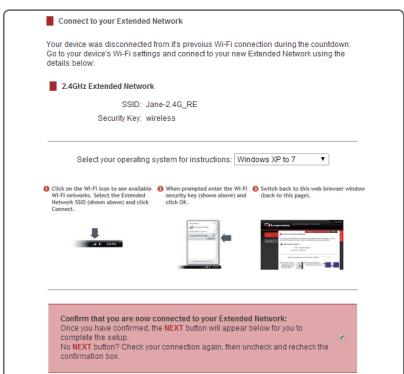 Connect to your Extended Network
Your device was disconnected from it's prevoius Wi-Fi connection during the countdown.
Go to your device's Wi-Fi settings and connect to your new Extended Network using the
details below:
2.4GHz Extended Network
SSID: Jane-2.4G_RE
Security Key: wireless
Select your operating system for instructions: Windows XP to 7
1 Click on the Wi-Fi icon to see available
Wi-Fi networks. Select the Extended
Network SSID (shown above) and click
Connect.
2 When prompted enter the Wi-Fi
security key (shown above) and
click OK.
3 Switch back to this web browser window
(back to this page).
Confirm that you are now connected to your Extended Network:
Once you have confirmed, the NEXT button will appear below for you to
complete the setup.
No NEXT button? Check your connection again, then uncheck and recheck the
confirmation box.